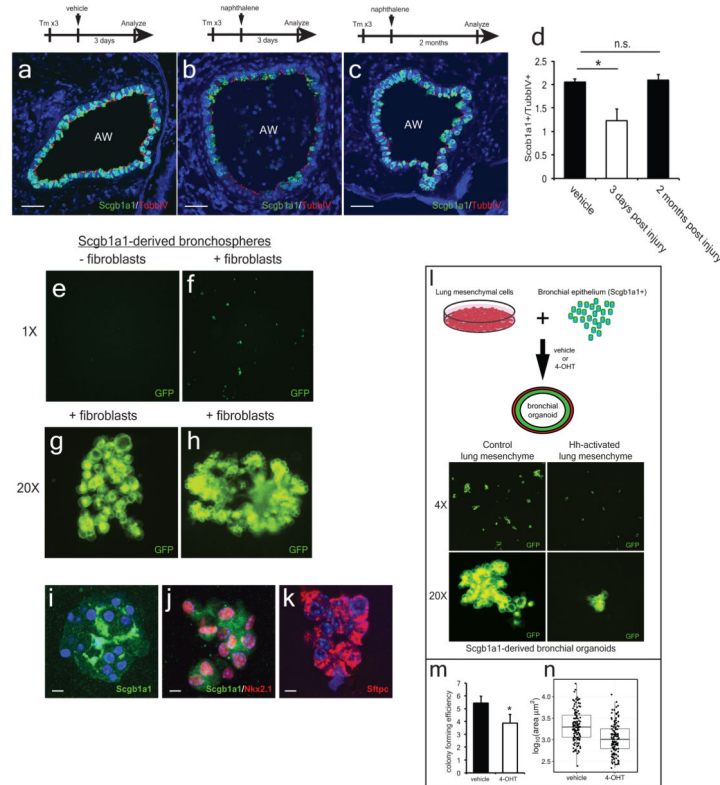 vehicle
Tm x3
Analyze
3 days
naphthalene
Tm x3
Analyze
3 days
naphthalene
Tm x3
Analyze
2 months
a
AW
Scgb1a1/TubbIV
b
AW
Scgb1a1/TubbIV
c
AW
Scgb1a1/TubbIV
d
n.s.
*
Scgb1a1+/TubbIV+
2.5
2
1.5
1
0.5
0
vehicle
3 days post injury
2 months post injury
Scgb1a1-derived bronchospheres
- fibroblasts
+ fibroblasts
1X
e
GFP
f
GFP
+ fibroblasts
+ fibroblasts
20X
g
GFP
h
GFP
i
Scgb1a1
j
Scgb1a1/Nkx2.1
k
Sftpc
l
Lung mesenchymal cells
Bronchial epithelium (Scgb1a1+)
+
vehicle
or
4-OHT
bronchial
organoid
Control
lung mesenchyme
Hh-activated
lung mesenchyme
4X
GFP
GFP
20X
GFP
GFP
Scgb1a1-derived bronchial organoids
m
colony forming efficiency
7
6
5
4
3
2
1
0
*
vehicle
4-OHT
n
log10(area μm²)
4.0
3.5
3.0
2.5
vehicle
4-OHT